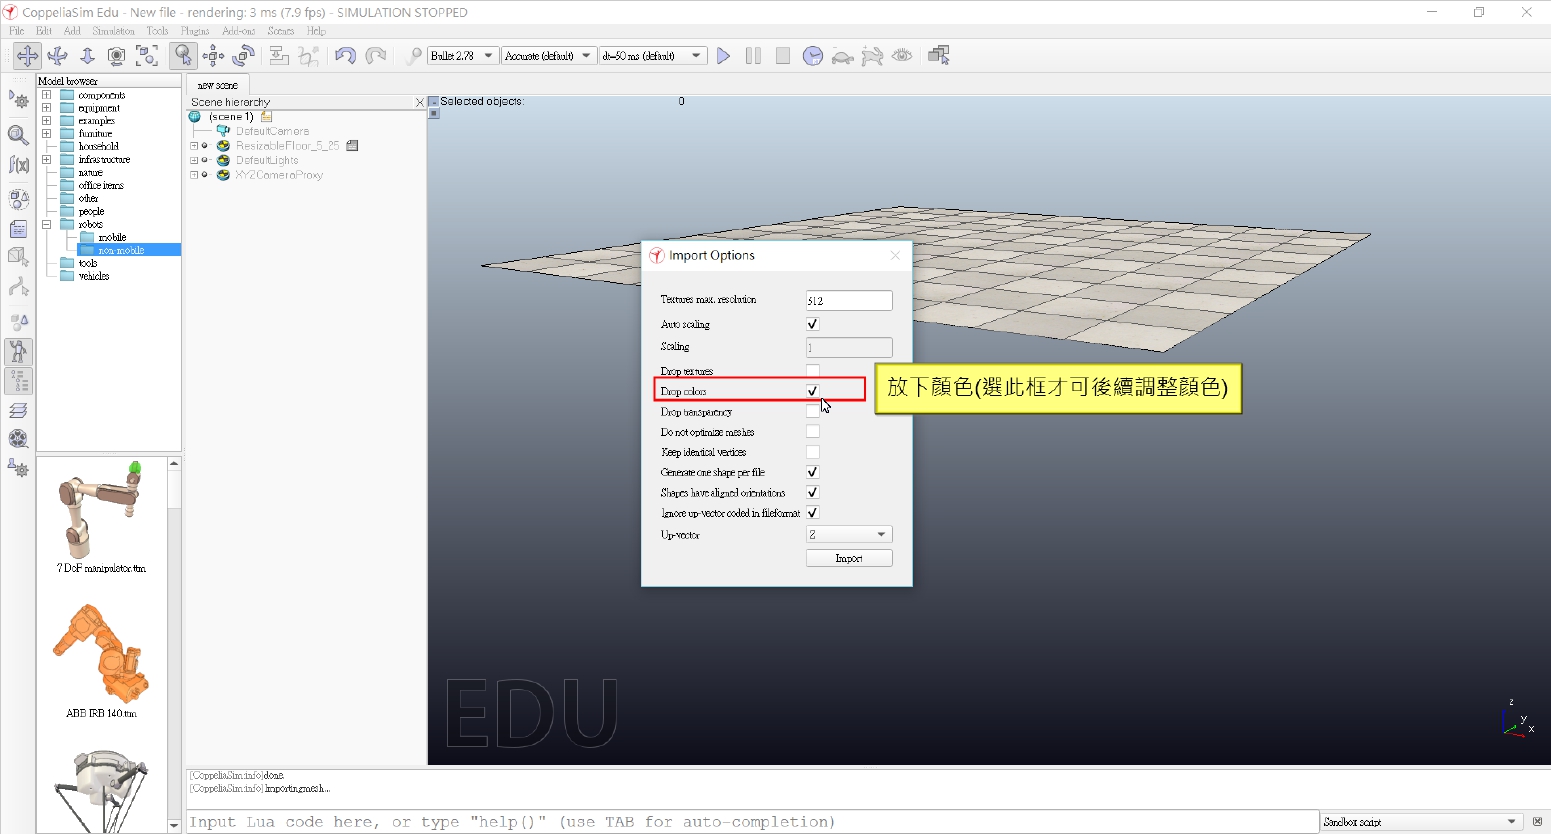 CoppeliaSim Edu - New file - rendering: 3 ms (7.9 fps) - SIMULATION STOPPED
File Edit Add Simulation Tools Plugins Add-ons Scenes Help
Bullet 2.78 Accurate (default) dt=50 ms (default)
Model browser
components
equipment
examples
furniture
household
infrastructure
nature
office items
other
people
robots
mobile
non-mobile
tools
vehicles
7 DoF manipulator.ttm
ABB IRB 140.ttm
new scene
Scene hierarchy
(scene 1)
DefaultCamera
ResizableFloor_5_25
DefaultLights
XYZCameraProxy
Selected objects: 0
Import Options
Textures max. resolution 512
Auto scaling
Scaling 1
Drop textures
Drop colors
Drop transparency
Do not optimize meshes
Keep identical vertices
Generate one shape per file
Shapes have aligned orientations
Ignore up-vector coded in fileformat
Up-vector Z
Import
放下顏色(選此框才可後續調整顏色)
EDU
z
y
x
[CoppeliaSim:info] done.
[CoppeliaSim:info] Importing mesh...
Input Lua code here, or type "help()" (use TAB for auto-completion)
Sandbox script